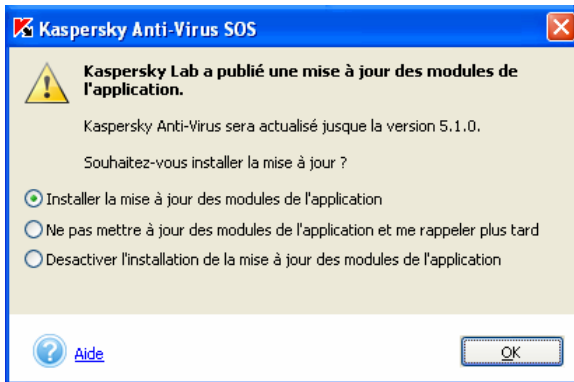 Kaspersky Anti-Virus SOS
Kaspersky Lab a publié une mise à jour des modules de
l'application.
Kaspersky Anti-Virus sera actualisé jusque la version 5.1.0.
Souhaitez-vous installer la mise à jour ?
Installer la mise à jour des modules de l'application
Ne pas mettre à jour des modules de l'application et me rappeler plus tard
Desactiver l'installation de la mise à jour des modules de l'application
Aide
OK